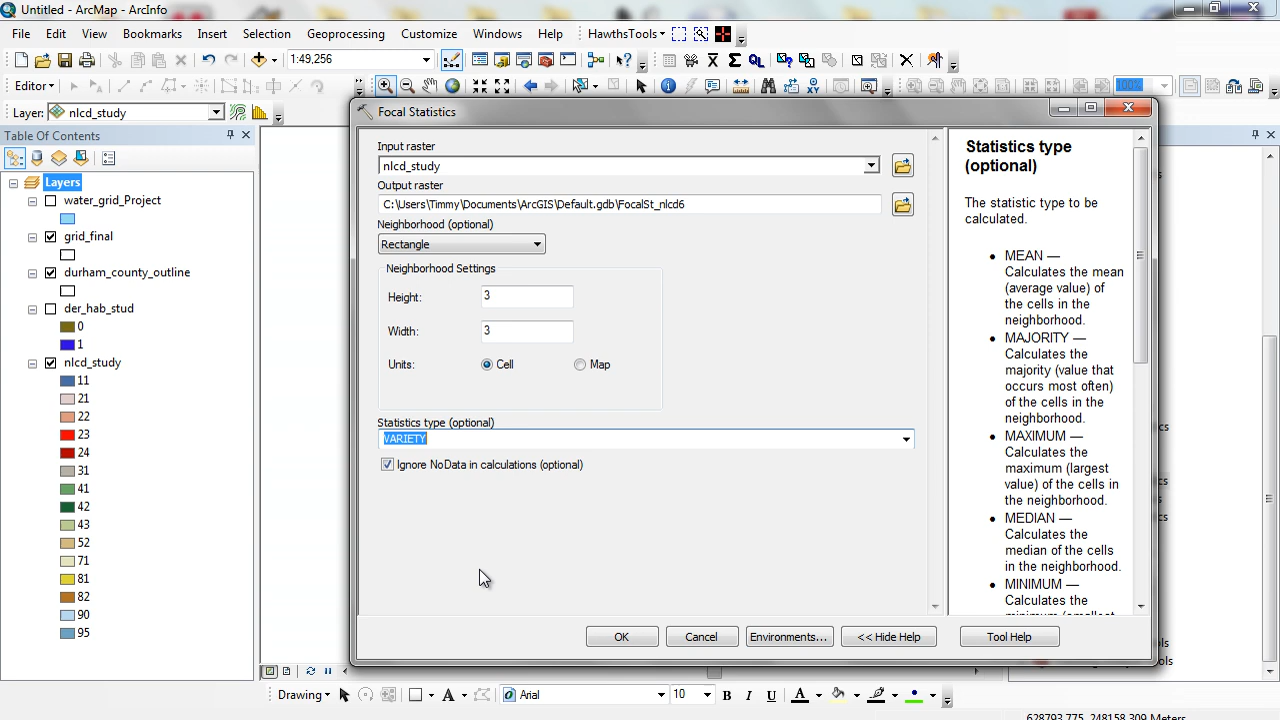 Untitled - ArcMap - ArcInfo
File Edit View Bookmarks Insert Selection Geoprocessing Customize Windows Help HawthsTools
1:49,256
Editor 100%
Layer: nlcd_study
Focal Statistics
Table Of Contents
Layers
water_grid_Project
grid_final
durham_county_outline
der_hab_stud
0
1
nlcd_study
11
21
22
23
24
31
41
42
43
52
71
81
82
90
95
Input raster
nlcd_study
Output raster
C:\Users\Timmy\Documents\ArcGIS\Default.gdb\FocalSt_nlcd6
Neighborhood (optional)
Rectangle
Neighborhood Settings
Height: 3
Width: 3
Units: Cell Map
Statistics type (optional)
VARIETY
Ignore NoData in calculations (optional)
Statistics type
(optional)
The statistic type to be
calculated.
• MEAN —
Calculates the mean
(average value) of
the cells in the
neighborhood.
• MAJORITY —
Calculates the
majority (value that
occurs most often)
of the cells in the
neighborhood.
• MAXIMUM —
Calculates the
maximum (largest
value) of the cells in
the neighborhood.
• MEDIAN —
Calculates the
median of the cells
in the neighborhood.
• MINIMUM —
Calculates the
OK Cancel Environments... << Hide Help Tool Help
Drawing Arial 10 B I U A
628793.775 248158.309 Meters